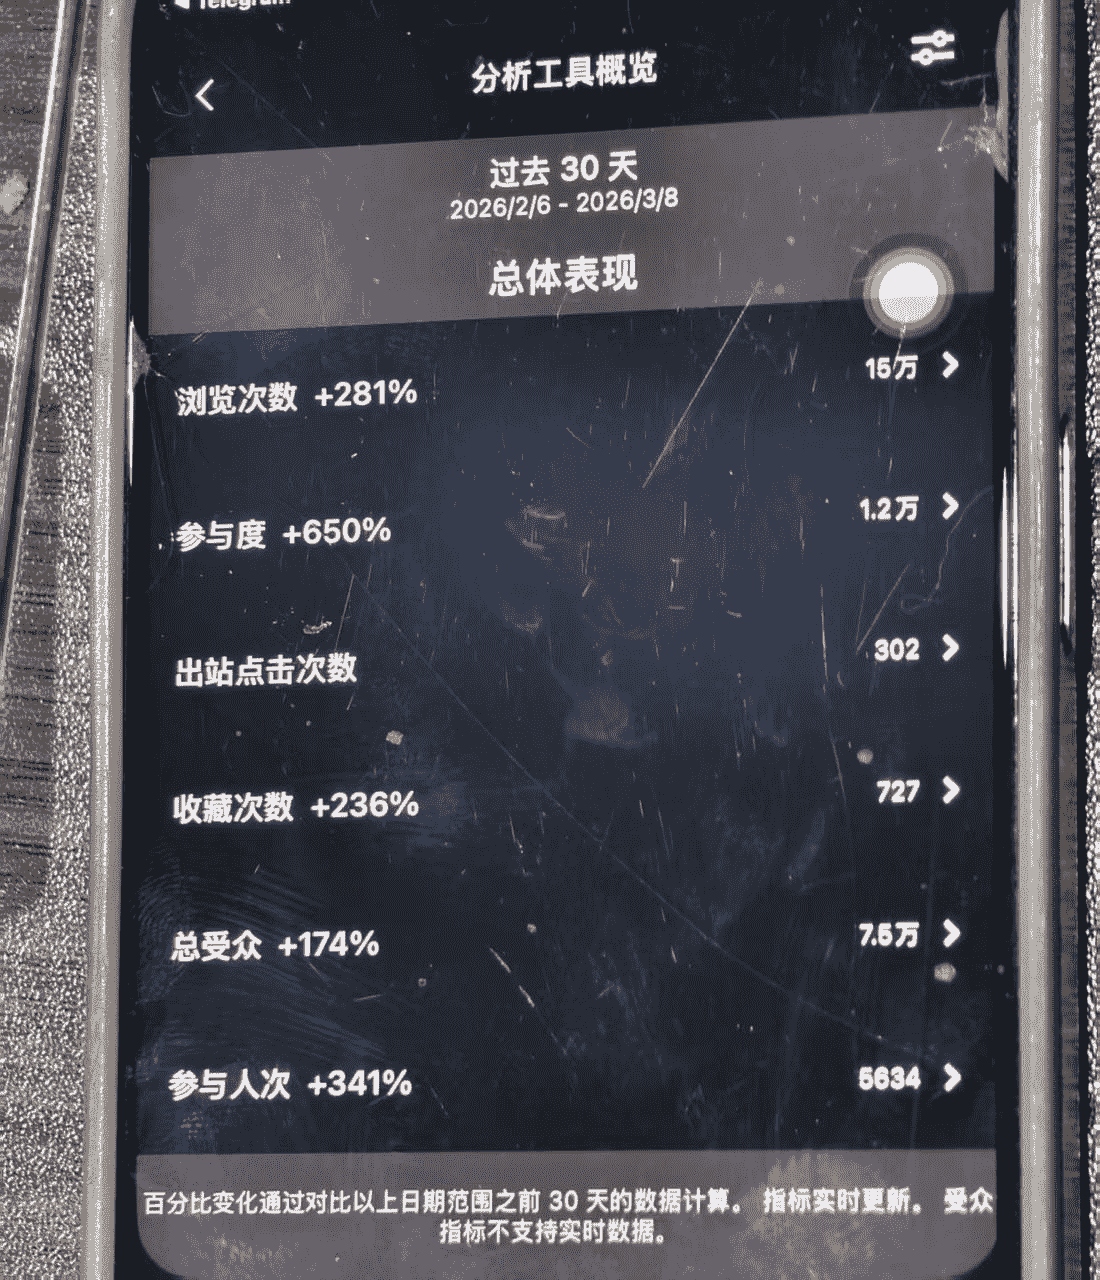 Telegram
分析工具概览
过去 30 天
2026/2/6 - 2026/3/8
总体表现
浏览次数 +281%
15万
参与度 +650%
1.2万
出站点击次数
302
收藏次数 +236%
727
总受众 +174%
7.5万
参与人次 +341%
5634
百分比变化通过对比以上日期范围之前 30 天的数据计算。 指标实时更新。 受众
指标不支持实时数据。